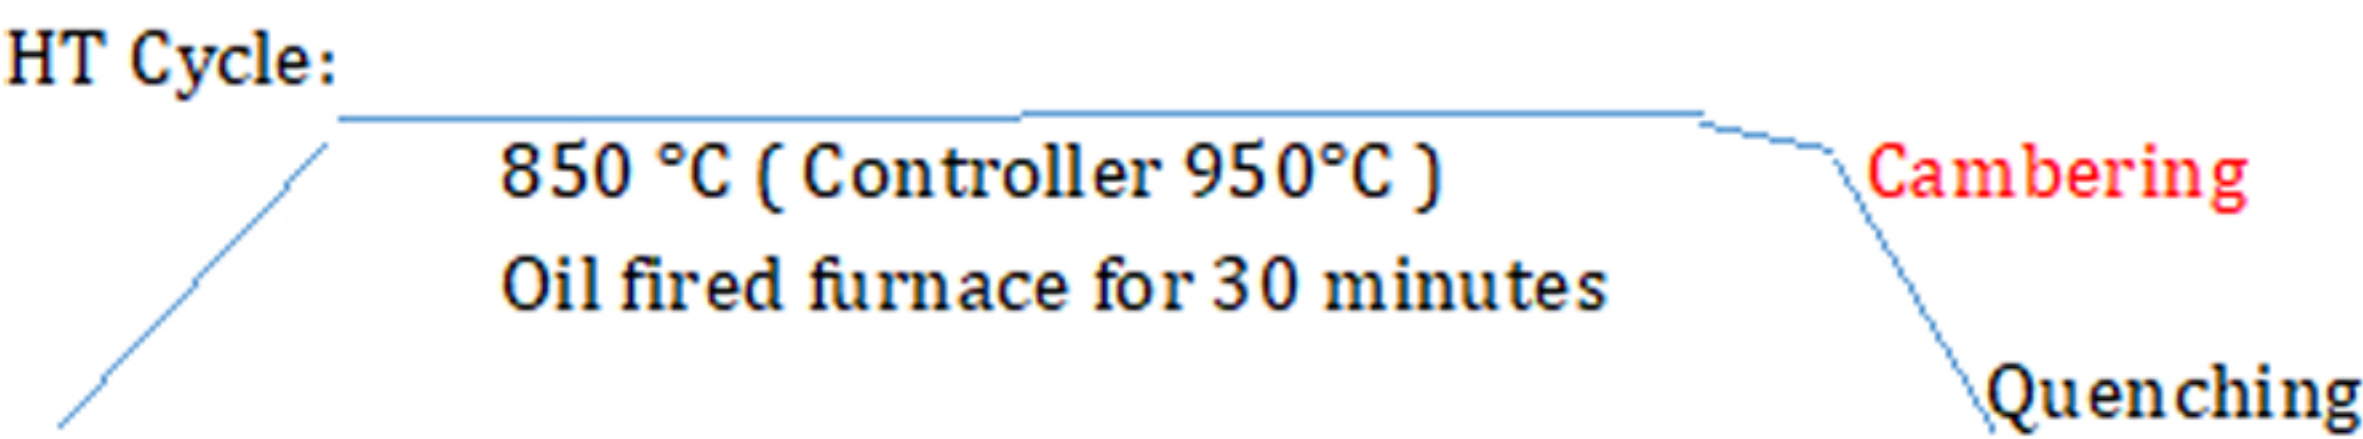 HT Cycle:
850 °C ( Controller 950°C )
Cambering
Oil fired furnace for 30 minutes
Quenching